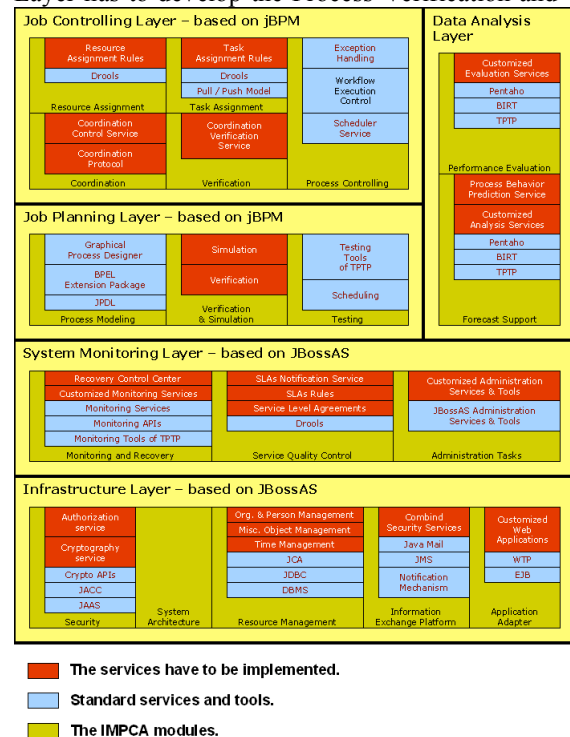 Layer has to develop the Process Verification and
Job Controlling Layer – based on jBPM
Resource
Assignment Rules
Drools
Resource Assignment
Task
Assignment Rules
Drools
Pull / Push Model
Task Assignment
Exception
Handling
Workflow
Execution
Control
Scheduler
Service
Process Controlling
Coordination
Control Service
Coordination
Protocol
Coordination
Coordination
Verification
Service
Verification
Data Analysis
Layer
Customized
Evaluation Services
Pentaho
BIRT
TPTP
Performance Evaluation
Process Behavior
Prediction Service
Customized
Analysis Services
Pentaho
BIRT
TPTP
Forecast Support
Job Planning Layer – based on jBPM
Graphical
Process Designer
BPEL
Extension Package
JPDL
Process Modeling
Simulation
Verification
Verification
& Simulation
Testing
Tools
of TPTP
Scheduling
Testing
System Monitoring Layer – based on JBossAS
Recovery Control Center
Customized Monitoring Services
Monitoring Services
Monitoring APIs
Monitoring Tools of TPTP
Monitoring and Recovery
SLAs Notification Service
SLAs Rules
Service Level Agreements
Drools
Service Quality Control
Customized Administration
Services & Tools
JBossAS Administration
Services & Tools
Administration Tasks
Infrastructure Layer – based on JBossAS
Authorization
service
Cryptography
service
Crypto APIs
JACC
JAAS
Security
System
Architecture
Org. & Person Management
Misc. Object Management
Time Management
JCA
JDBC
DBMS
Resource Management
Combind
Security Services
Java Mail
JMS
Notification
Mechanism
Information
Exchange Platform
Customized
Web
Applications
WTP
EJB
Application
Adapter
The services have to be implemented.
Standard services and tools.
The IMPCA modules.